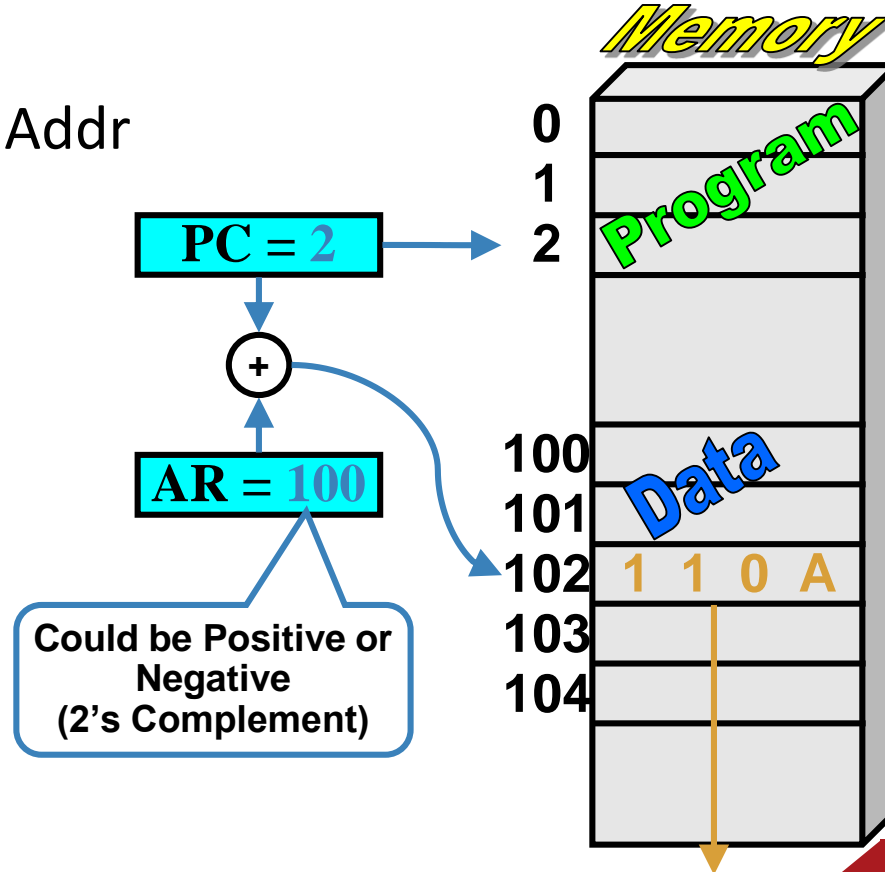 Memory
Addr
0
1
2
Program
PC = 2
+
AR = 100
100
Data
101
102
1 1 0 A
103
104
Could be Positive or
Negative
(2's Complement)